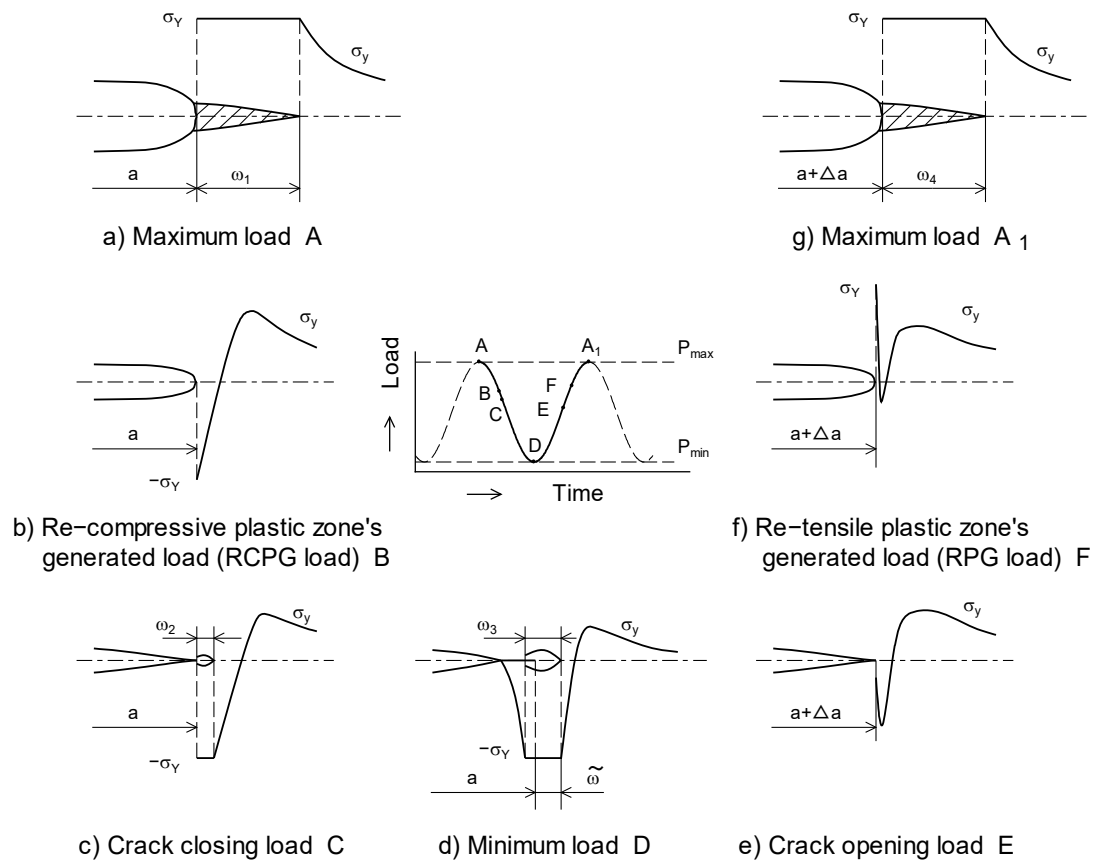 σY
σy
a
ω1
a) Maximum load A
σY
σy
a+△a
ω4
g) Maximum load A 1
σy
a
−σY
b) Re−compressive plastic zone's
generated load (RCPG load) B
Load
A
A1
Pmax
B
C
F
E
D
Pmin
Time
σY
σy
a+△a
f) Re−tensile plastic zone's
generated load (RPG load) F
ω2
σy
a
−σY
c) Crack closing load C
ω3
σy
−σY
a
ω̃
d) Minimum load D
σy
a+△a
e) Crack opening load E